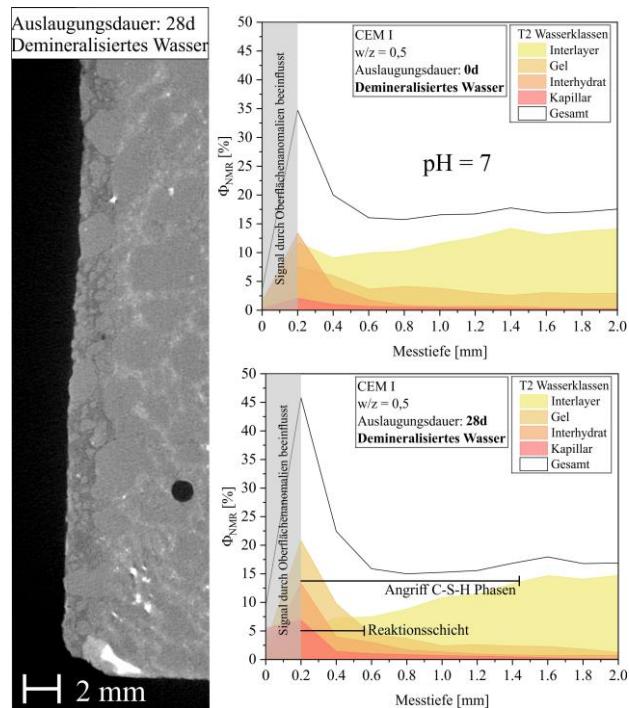 Auslaugungsdauer: 28d
Demineralisiertes Wasser
2 mm
50
45
40
35
30
25
20
15
10
5
0
ΦNMR [%]
Signal durch Oberflächenanomalien beeinflusst
CEM I
w/z = 0,5
Auslaugungsdauer: 0d
Demineralisiertes Wasser
T2 Wasserklassen
Interlayer
Gel
Interhydrat
Kapillar
Gesamt
pH = 7
0 0.2 0.4 0.6 0.8 1.0 1.2 1.4 1.6 1.8 2.0
Messtiefe [mm]
50
45
40
35
30
25
20
15
10
5
0
ΦNMR [%]
Signal durch Oberflächenanomalien beeinflusst
CEM I
w/z = 0,5
Auslaugungsdauer: 28d
Demineralisiertes Wasser
T2 Wasserklassen
Interlayer
Gel
Interhydrat
Kapillar
Gesamt
Angriff C-S-H Phasen
Reaktionsschicht
0 0.2 0.4 0.6 0.8 1.0 1.2 1.4 1.6 1.8 2.0
Messtiefe [mm]